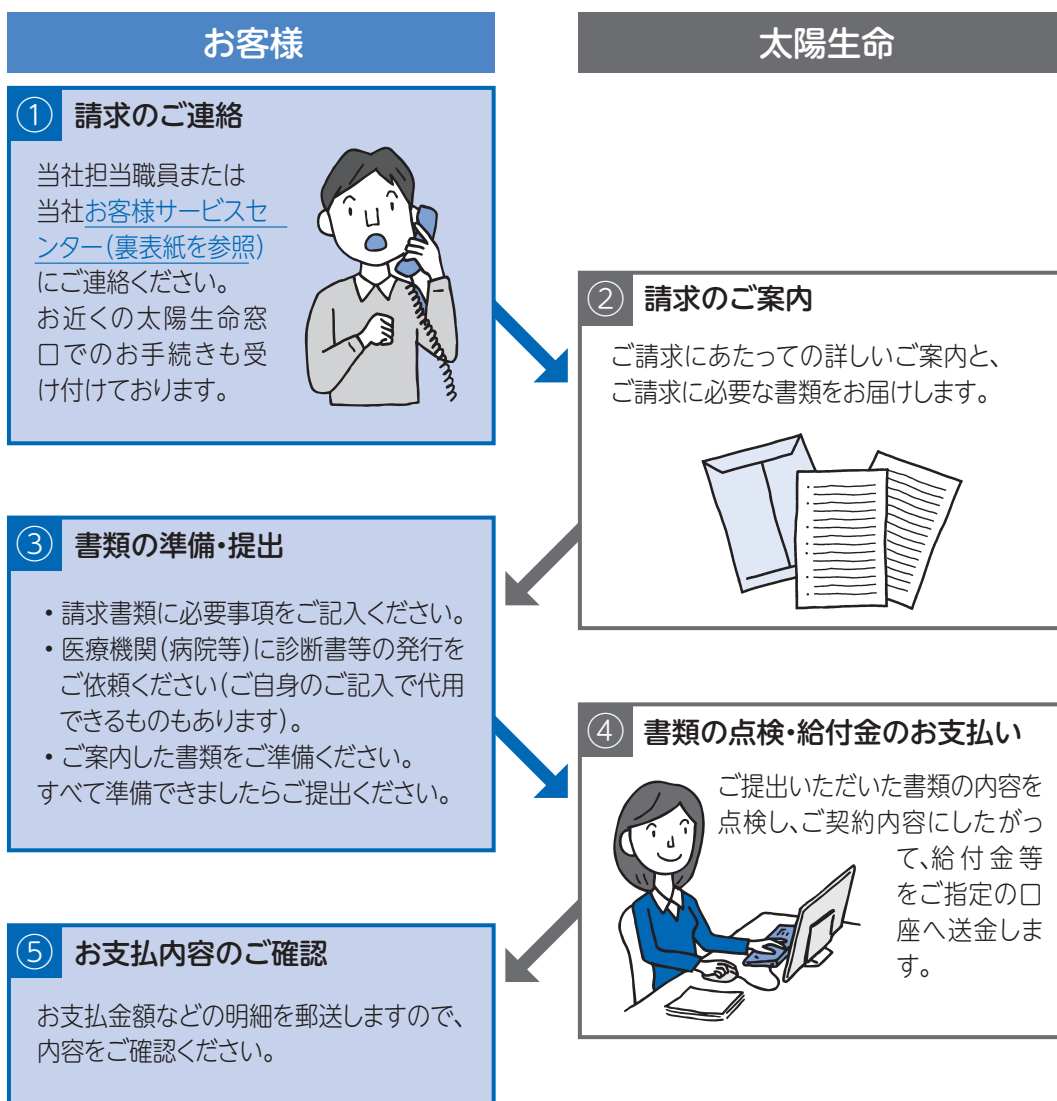 お客様
太陽生命
① 請求のご連絡
当社担当職員または
当社お客様サービスセ
ンター(裏表紙を参照)
にご連絡ください。
お近くの太陽生命窓
口でのお手続きも受
け付けております。
② 請求のご案内
ご請求にあたっての詳しいご案内と、
ご請求に必要な書類をお届けします。
③ 書類の準備・提出
・請求書類に必要事項をご記入ください。
・医療機関(病院等)に診断書等の発行を
ご依頼ください(ご自身のご記入で代用
できるものもあります)。
・ご案内した書類をご準備ください。
すべて準備できましたらご提出ください。
④ 書類の点検・給付金のお支払い
ご提出いただいた書類の内容を
点検し、ご契約内容にしたがっ
て、給付金等
をご指定の口
座へ送金しま
す。
⑤ お支払内容のご確認
お支払金額などの明細を郵送しますので、
内容をご確認ください。